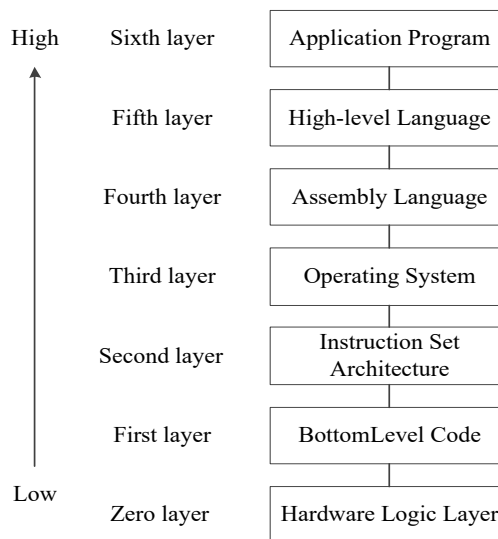 High
Sixth layer
Application Program
Fifth layer
High-level Language
Fourth layer
Assembly Language
Third layer
Operating System
Second layer
Instruction Set
Architecture
First layer
BottomLevel Code
Low
Zero layer
Hardware Logic Layer